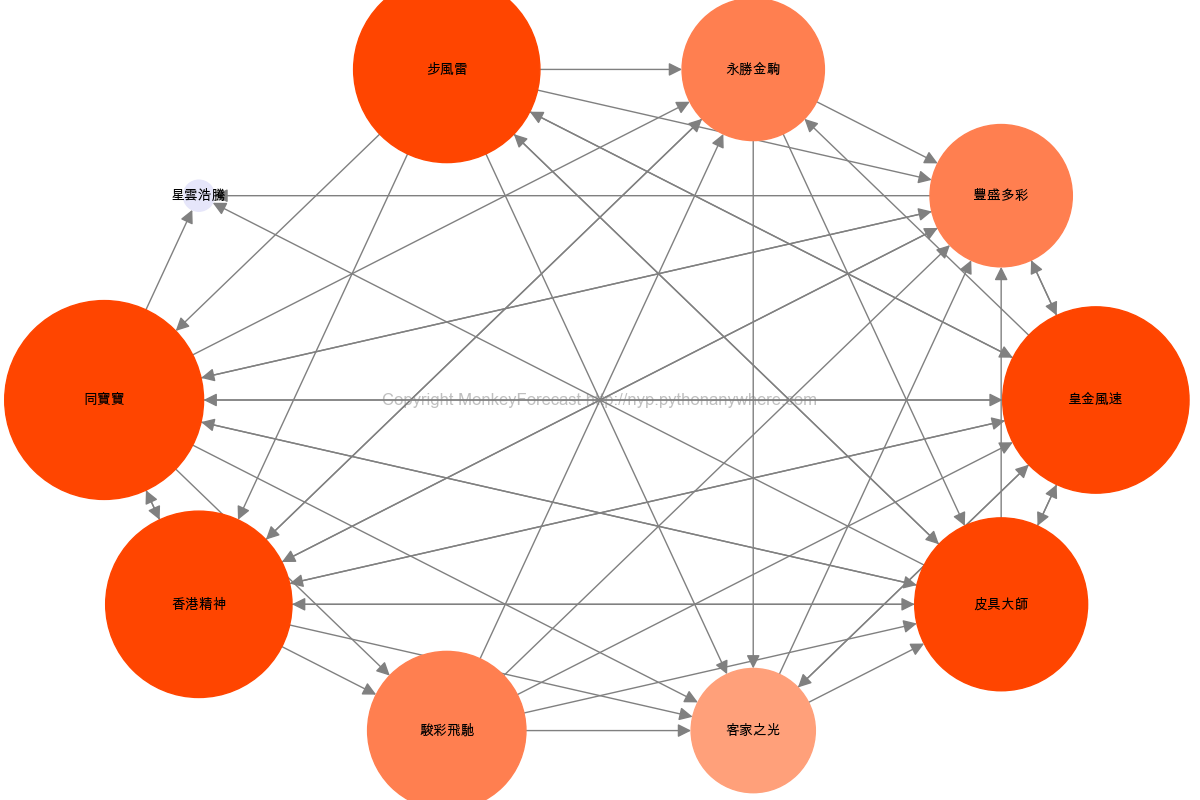 步風雷
永勝金駒
星雲浩騰
豐盛多彩
同寶寶
Copyright MonkeyForecast http://nyp.pythonanywhere.com
皇金風速
香港精神
皮具大師
駿彩飛馳
客家之光